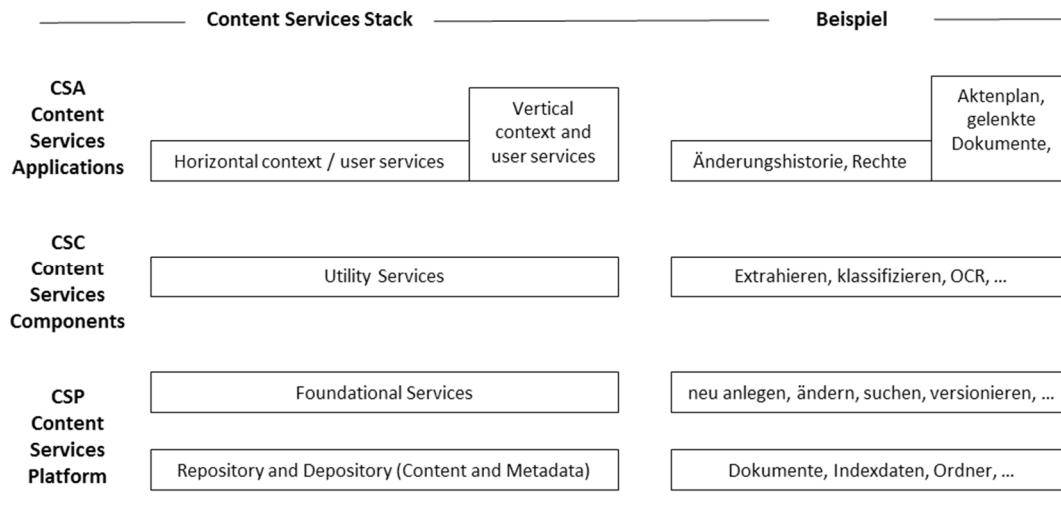 Content Services Stack
Beispiel
CSA
Content
Services
Applications
Horizontal context / user services
Vertical
context and
user services
Änderungshistorie, Rechte
Aktenplan,
gelenkte
Dokumente,
CSC
Content
Services
Components
Utility Services
Extrahieren, klassifizieren, OCR, ...
CSP
Content
Services
Platform
Foundational Services
neu anlegen, ändern, suchen, versionieren, ...
Repository and Depository (Content and Metadata)
Dokumente, Indexdaten, Ordner, ...